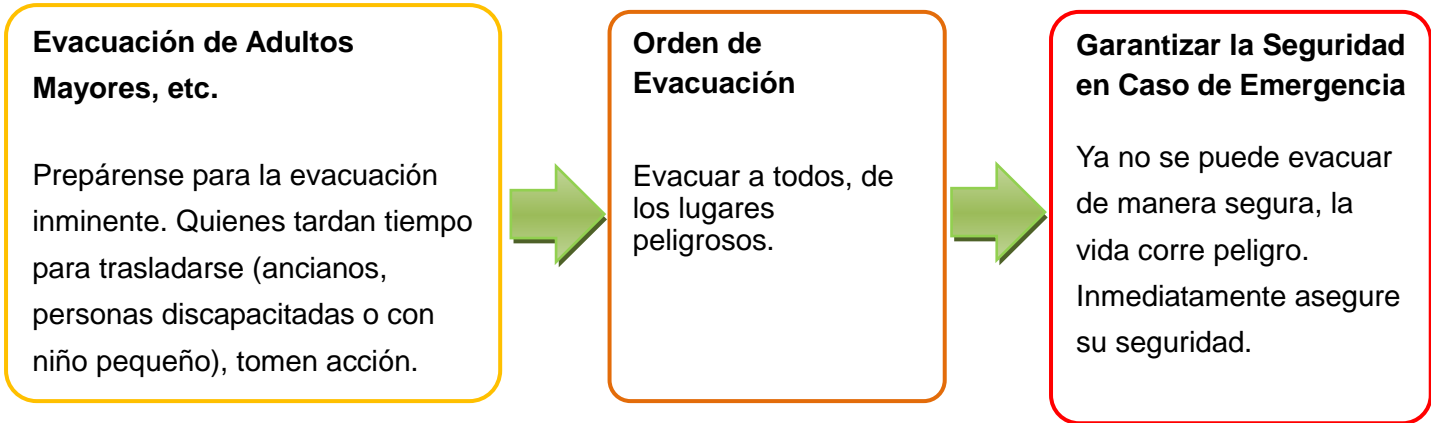 Evacuación de Adultos
Mayores, etc.
Prepárense para la evacuación
inminente. Quienes tardan tiempo
para trasladarse (ancianos,
personas discapacitadas o con
niño pequeño), tomen acción.
Orden de
Evacuación
Evacuar a todos, de
los lugares
peligrosos.
Garantizar la Seguridad
en Caso de Emergencia
Ya no se puede evacuar
de manera segura, la
vida corre peligro.
Inmediatamente asegure
su seguridad.